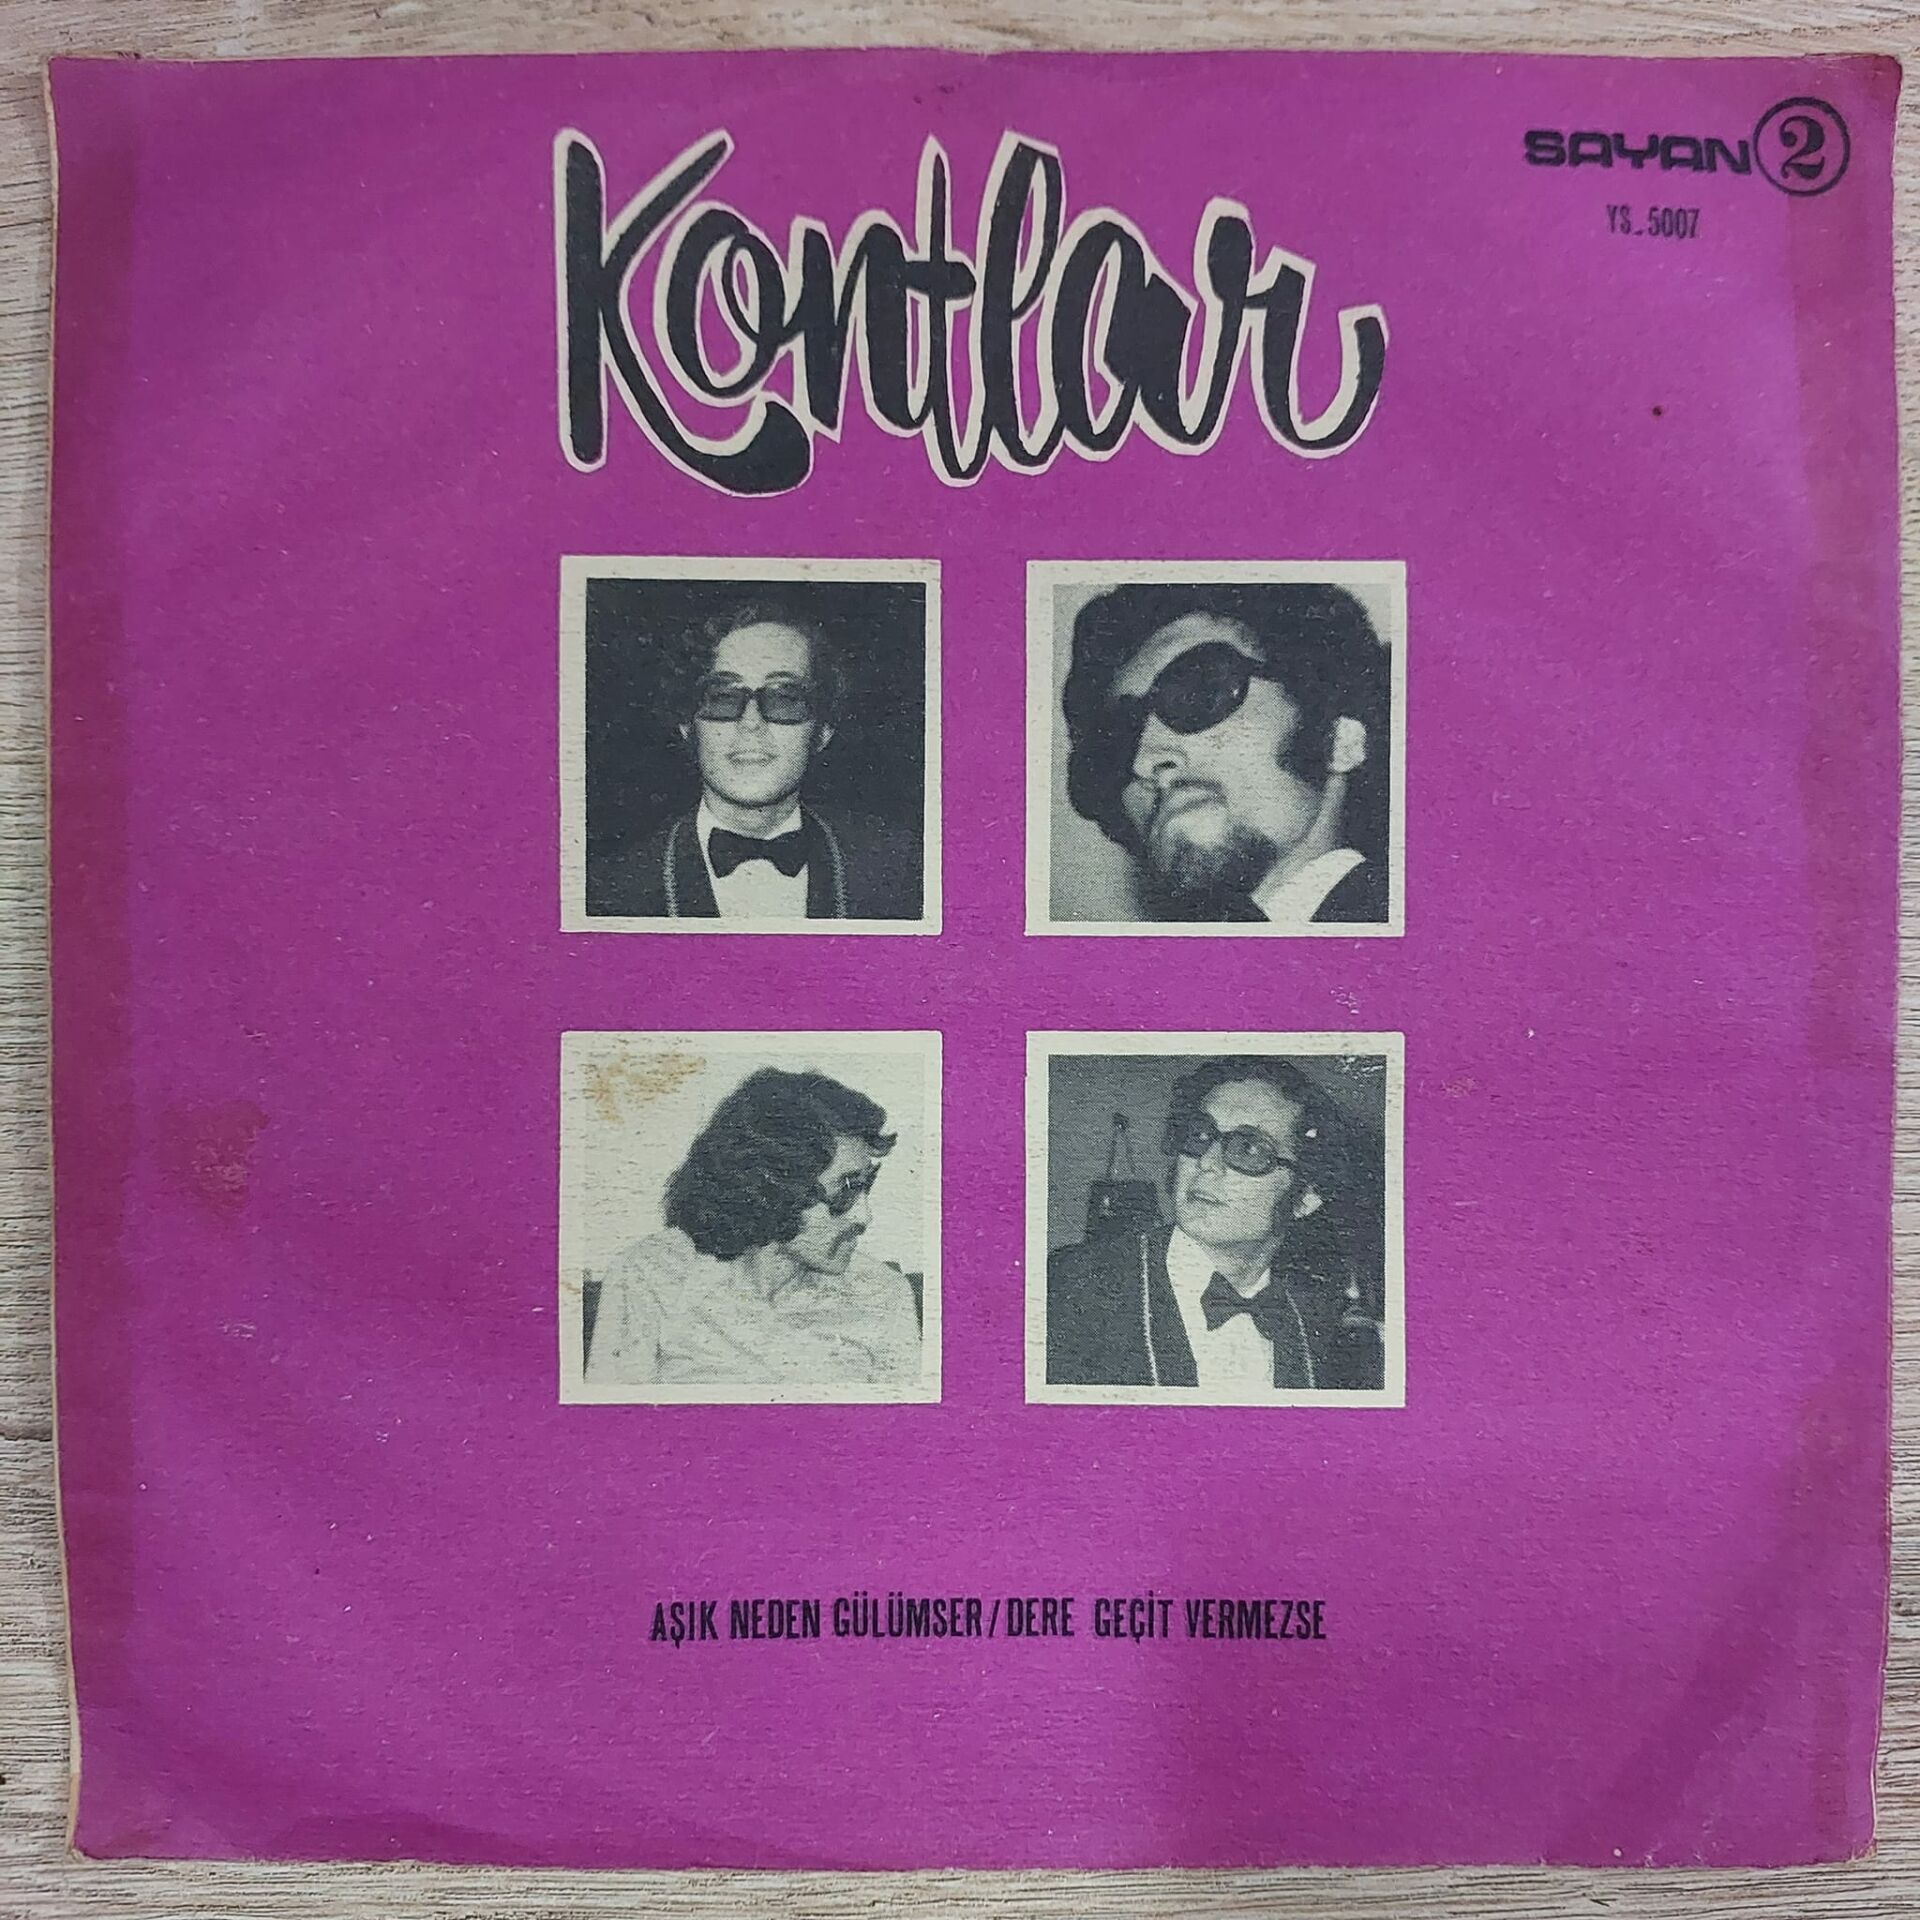 Kontlar
SAYAN 2
YS_5007
AŞIK NEDEN GÜLÜMSER/DERE GEÇİT VERMEZSE